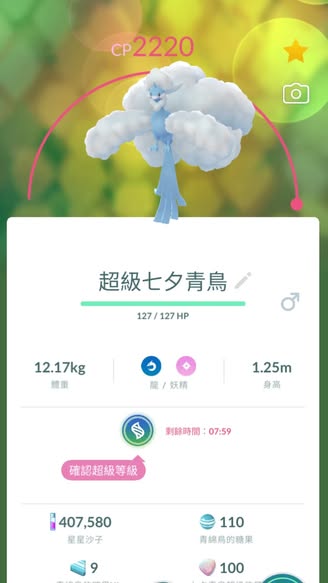 CP2220
超級七夕青鳥
127 / 127 HP
12.17kg
體重
龍 / 妖精
1.25m
身高
剩餘時間：07:59
確認超級等級
407,580
星星沙子
110
青綿鳥的糖果
9
100